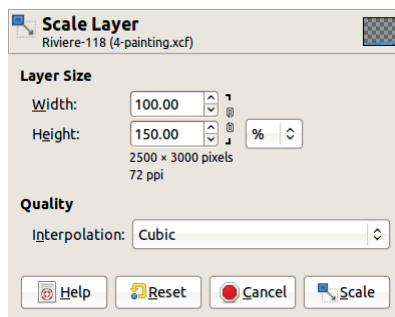 Scale Layer
Riviere-118 (4-painting.xcf)
Layer Size
Width: 100.00
Height: 150.00 %
2500 × 3000 pixels
72 ppi
Quality
Interpolation: Cubic
Help Reset Cancel Scale